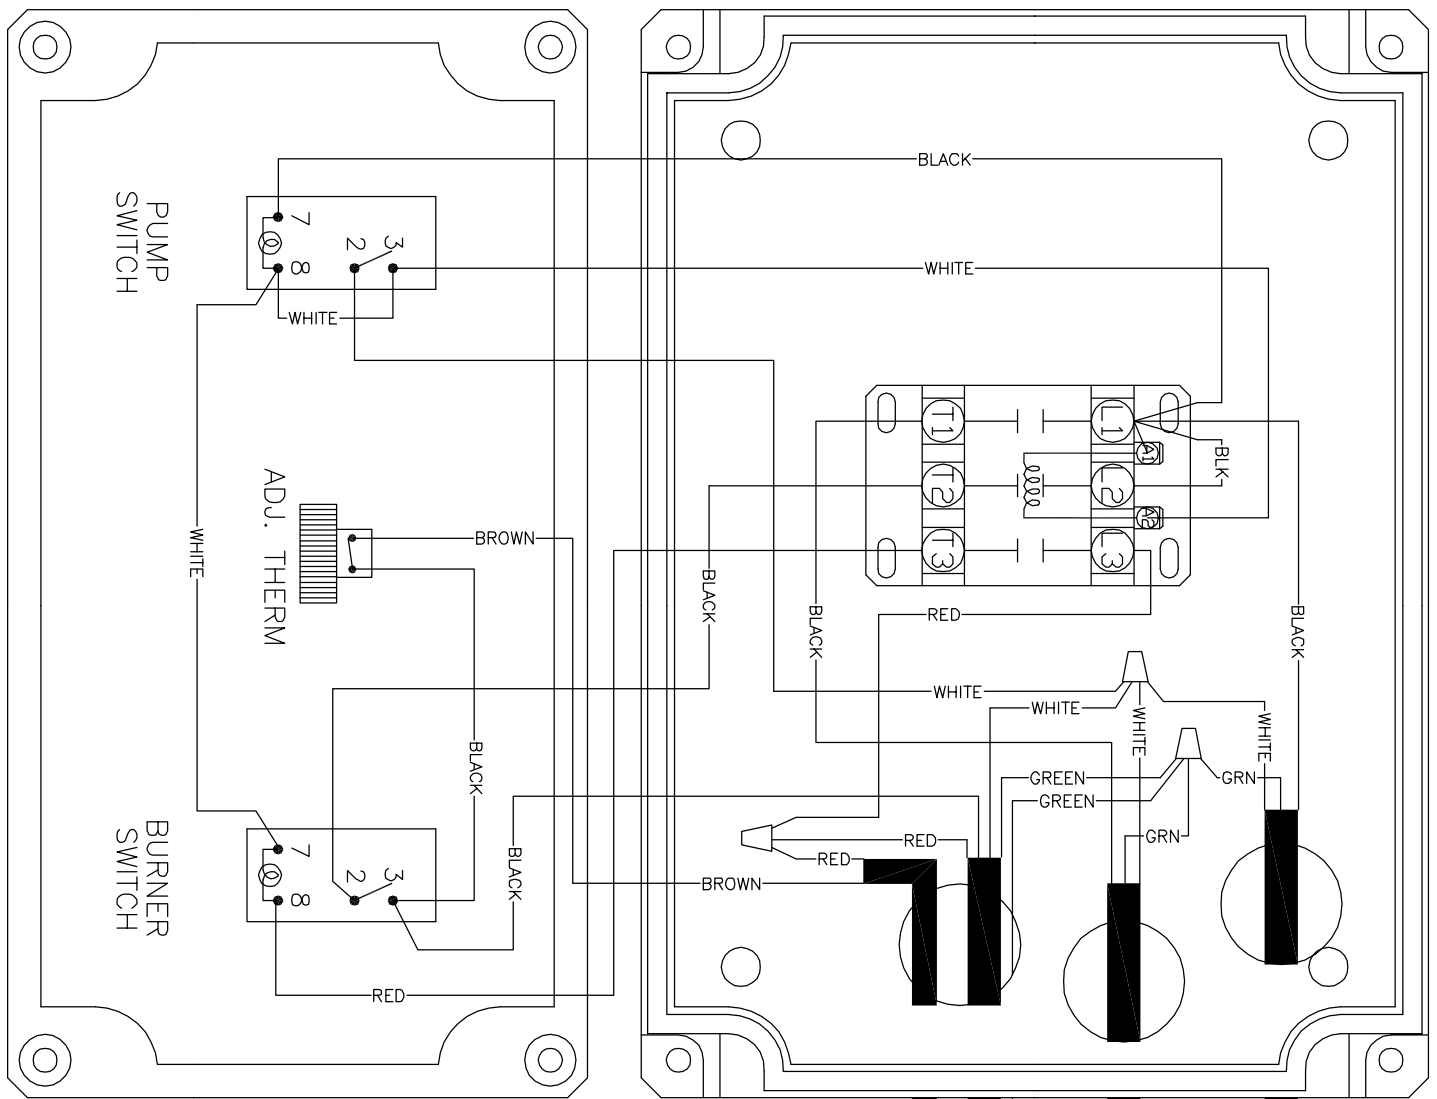 BLACK
PUMP
SWITCH
7
8
2
3
WHITE
WHITE
T1
L1
A1
BLK
T2
L2
A2
T3
L3
ADJ. THERM
BROWN
WHITE
BLACK
RED
BLACK
BLACK
WHITE
WHITE
WHITE
WHITE
BLACK
GREEN
GRN
GREEN
GRN
BURNER
SWITCH
7
8
2
3
BLACK
RED
RED
BROWN
RED